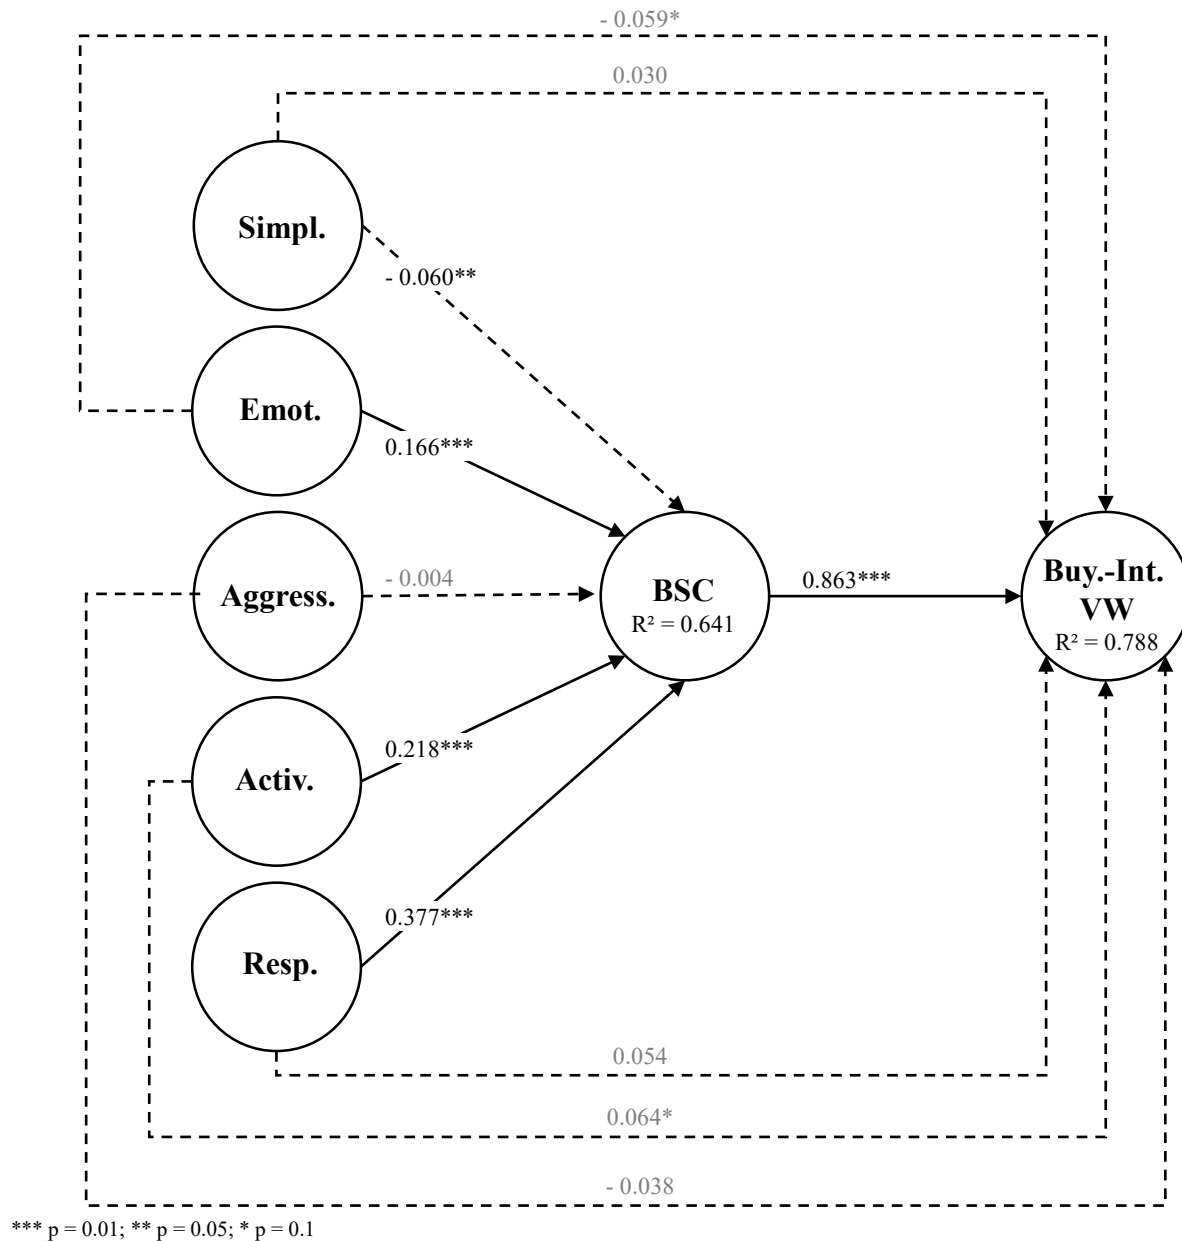 - 0.059*
0.030
Simpl.
- 0.060**
Emot.
0.166***
Aggress.
- 0.004
BSC
R² = 0.641
0.863***
Buy.-Int.
VW
R² = 0.788
Activ.
0.218***
Resp.
0.377***
0.054
0.064*
- 0.038
*** p = 0.01; ** p = 0.05; * p = 0.1